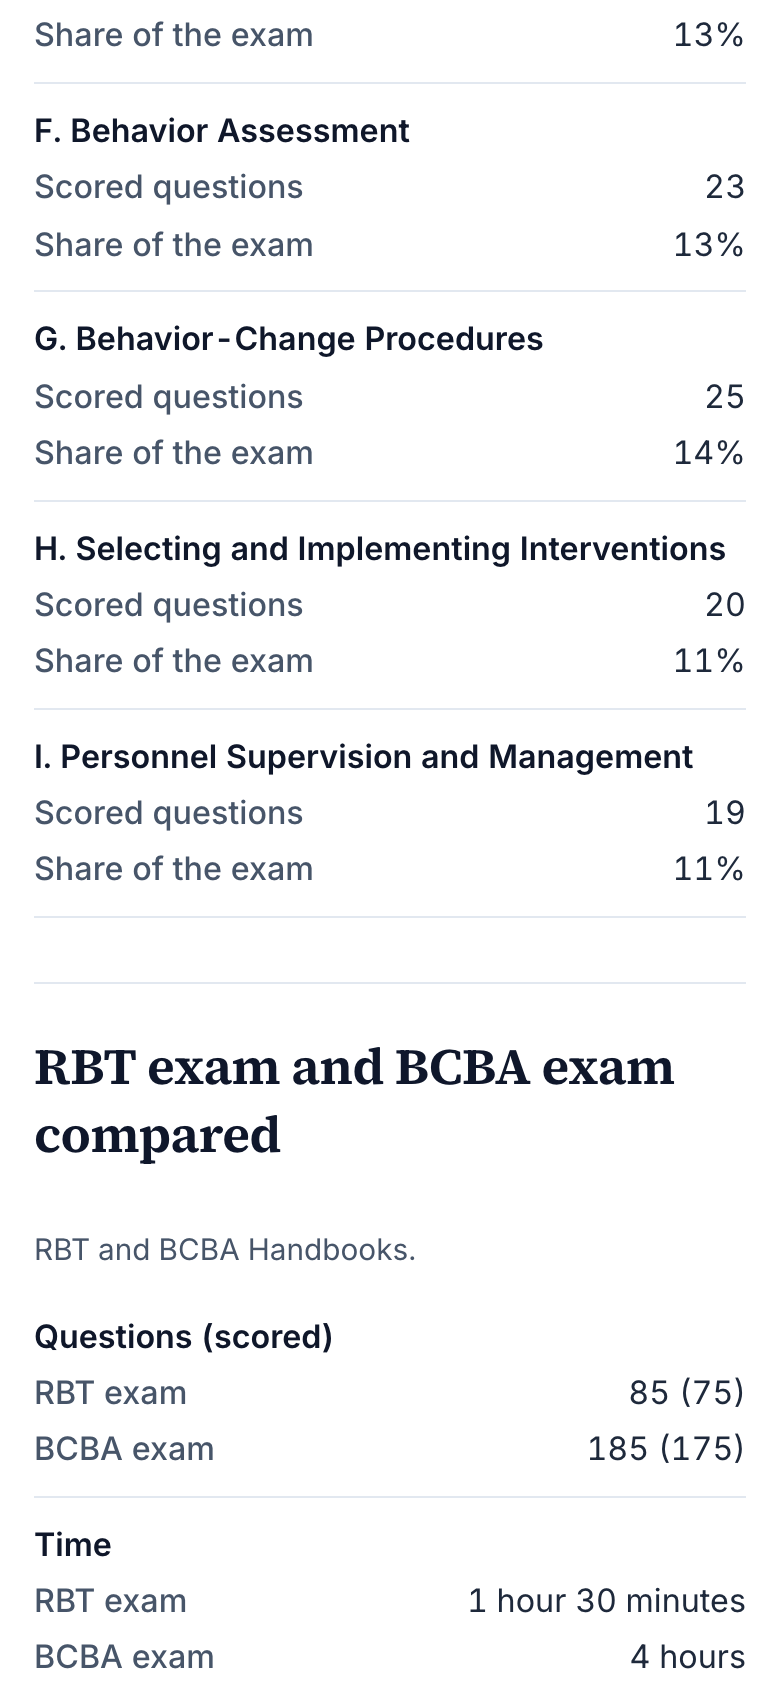 Share of the exam 13%
F. Behavior Assessment
Scored questions 23
Share of the exam 13%
G. Behavior-Change Procedures
Scored questions 25
Share of the exam 14%
H. Selecting and Implementing Interventions
Scored questions 20
Share of the exam 11%
I. Personnel Supervision and Management
Scored questions 19
Share of the exam 11%
RBT exam and BCBA exam
compared
RBT and BCBA Handbooks.
Questions (scored)
RBT exam 85 (75)
BCBA exam 185 (175)
Time
RBT exam 1 hour 30 minutes
BCBA exam 4 hours